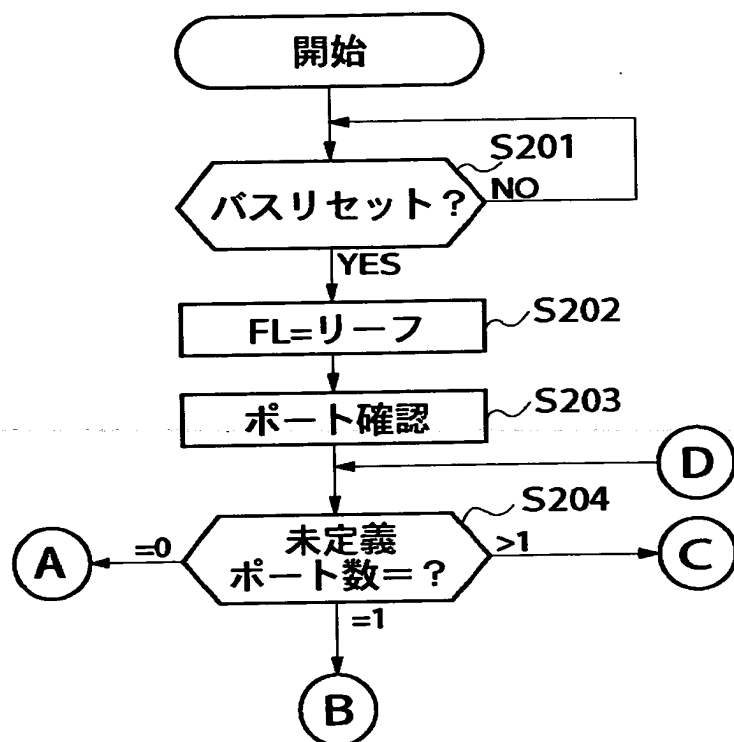 開始
S201
バスリセット?
NO
YES
FL=リーフ
S202
ポート確認
S203
D
S204
A
=0
未定義
ポート数=?
>1
C
=1
B